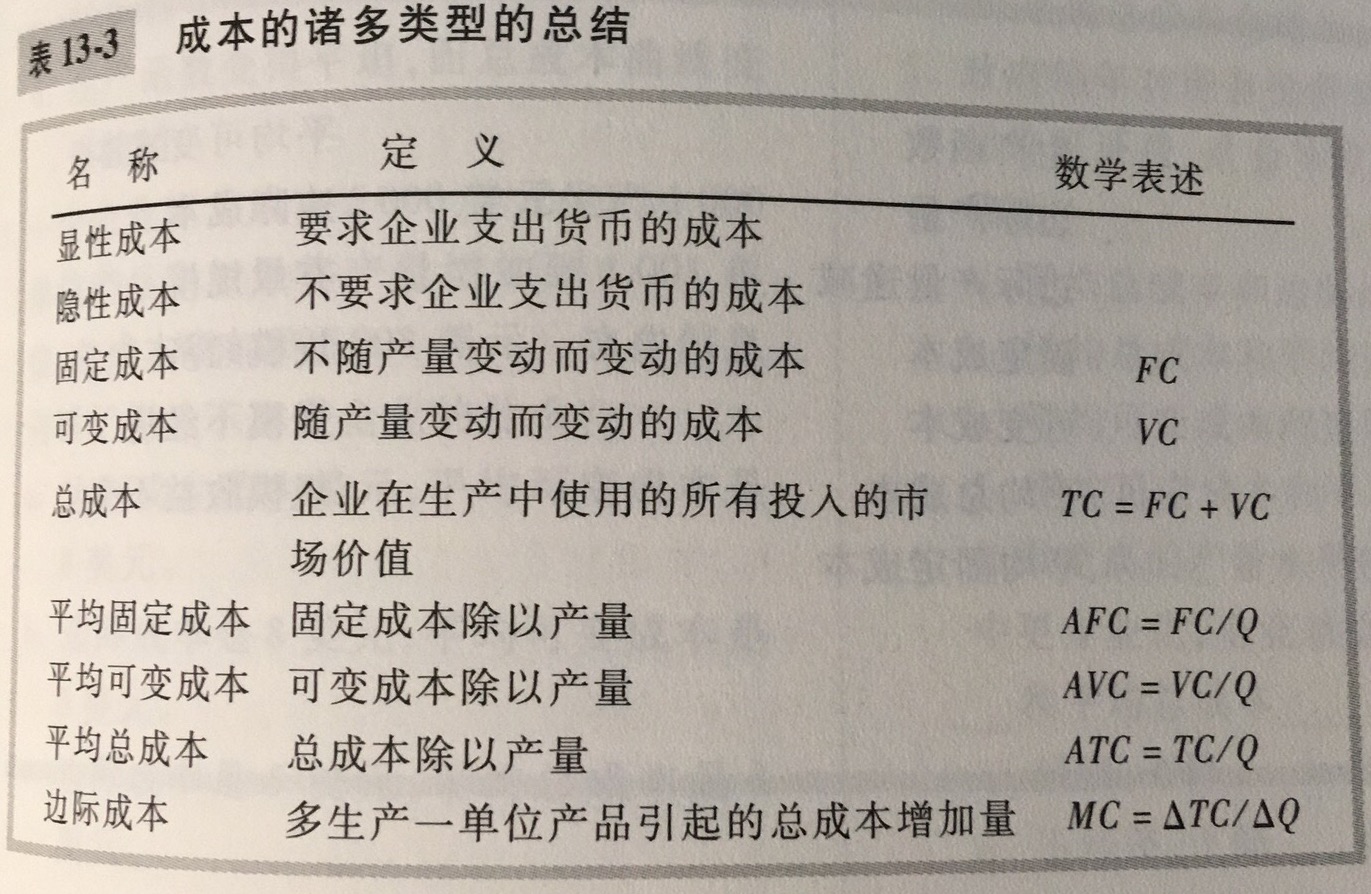 表 13-3 成本的诸多类型的总结
名 称 定 义 数学表述
显性成本 要求企业支出货币的成本
隐性成本 不要求企业支出货币的成本
固定成本 不随产量变动而变动的成本 FC
可变成本 随产量变动而变动的成本 VC
总成本 企业在生产中使用的所有投入的市 TC = FC + VC
场价值
平均固定成本 固定成本除以产量 AFC = FC/Q
平均可变成本 可变成本除以产量 AVC = VC/Q
平均总成本 总成本除以产量 ATC = TC/Q
边际成本 多生产一单位产品引起的总成本增加量 MC = ΔTC/ΔQ